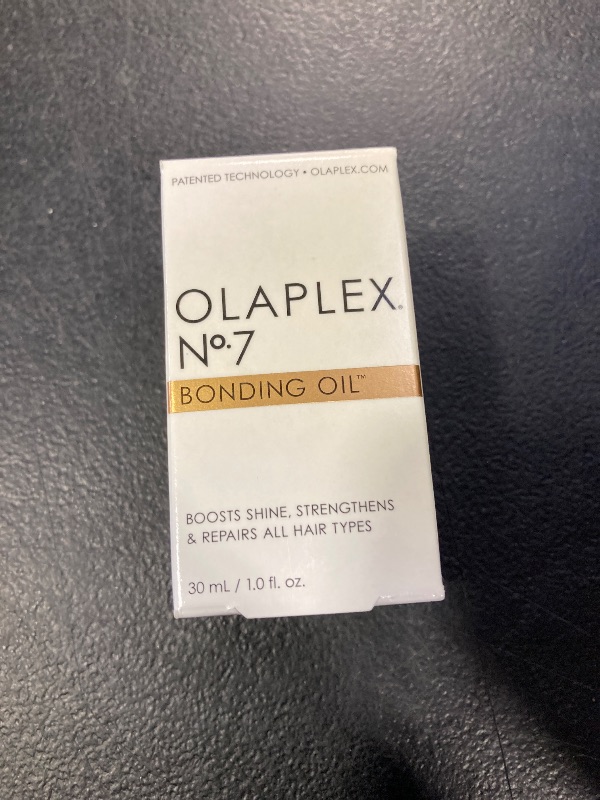 PATENTED TECHNOLOGY • OLAPLEX.COM
OLAPLEX®
Nº.7
BONDING OIL™
BOOSTS SHINE, STRENGTHENS
& REPAIRS ALL HAIR TYPES
30 mL / 1.0 fl. oz.